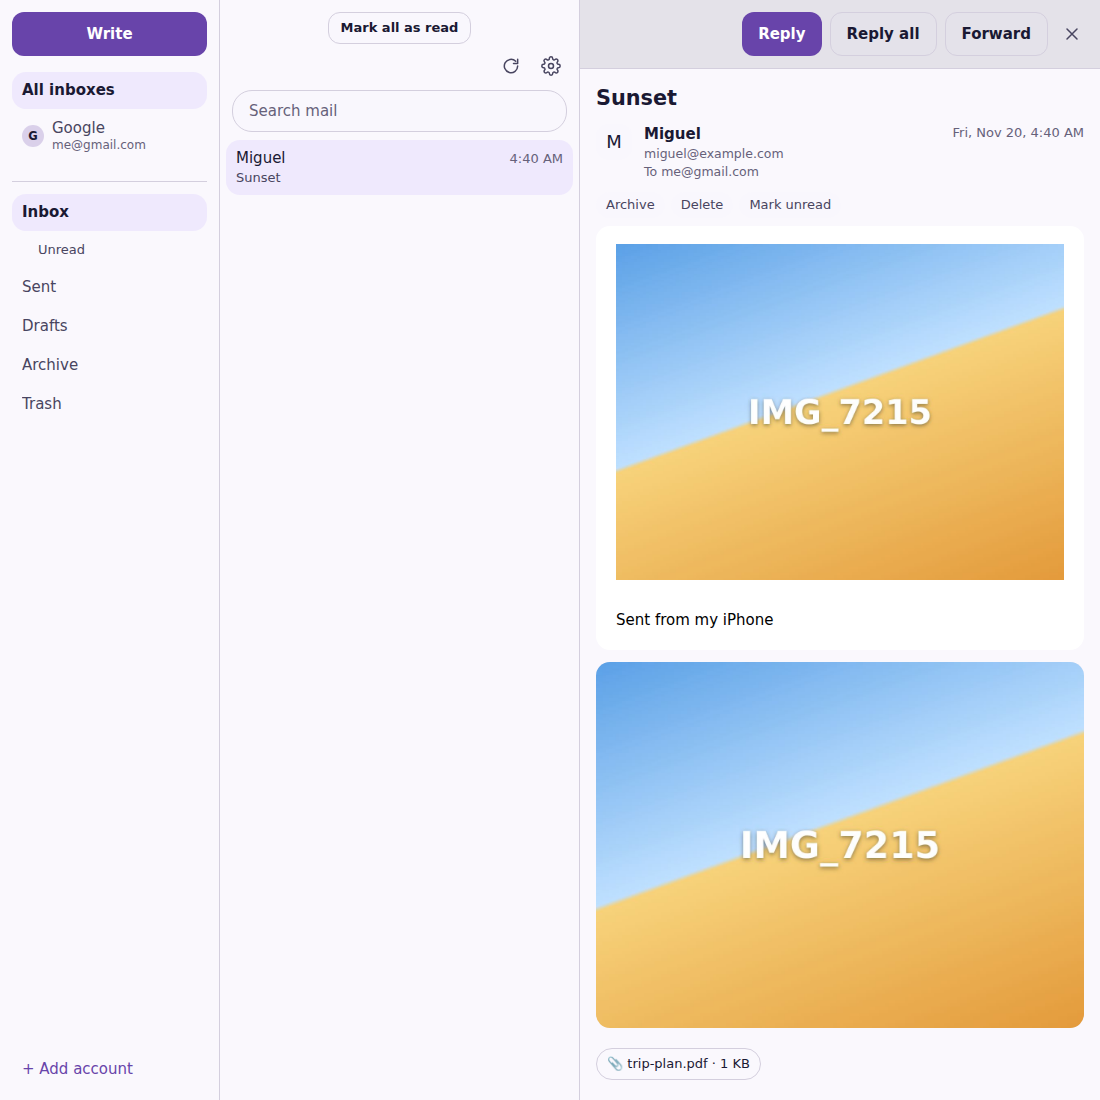 Write
All inboxes
G
Google
me@gmail.com
Inbox
Unread
Sent
Drafts
Archive
Trash
+ Add account
Mark all as read
Search mail
Miguel
4:40 AM
Sunset
Reply
Reply all
Forward
Sunset
M
Miguel
Fri, Nov 20, 4:40 AM
miguel@example.com
To me@gmail.com
Archive
Delete
Mark unread
IMG_7215
Sent from my iPhone
IMG_7215
trip-plan.pdf · 1 KB